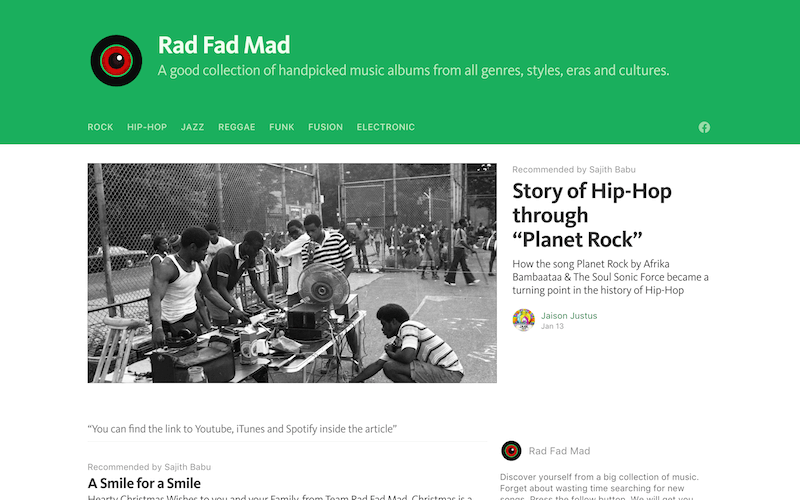 Rad Fad Mad
A good collection of handpicked music albums from all genres, styles, eras and cultures.
ROCK HIP-HOP JAZZ REGGAE FUNK FUSION ELECTRONIC
Recommended by Sajith Babu
Story of Hip-Hop
through
“Planet Rock”
How the song Planet Rock by Afrika
Bambaataa & The Soul Sonic Force became a
turning point in the history of Hip-Hop
Jaison Justus
Jan 13
“You can find the link to Youtube, iTunes and Spotify inside the article”
Recommended by Sajith Babu
A Smile for a Smile
Hearty Christmas Wishes to you and your Family, from Team Rad Fad Mad. Christmas is a
Rad Fad Mad
Discover yourself from a big collection of music.
Forget about wasting time searching for new
songs. Press the follow button. We will get you